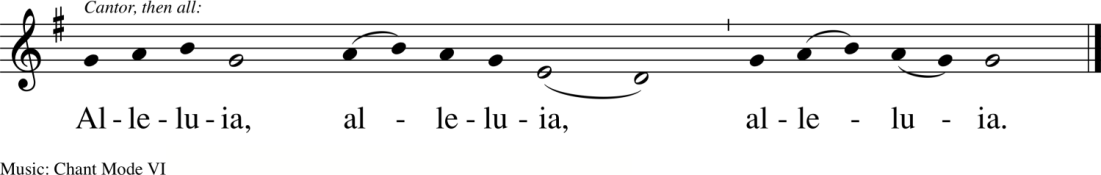 Cantor, then all:
Al - le - lu - ia, al - le - lu - ia, al - le - lu - ia.
Music: Chant Mode VI